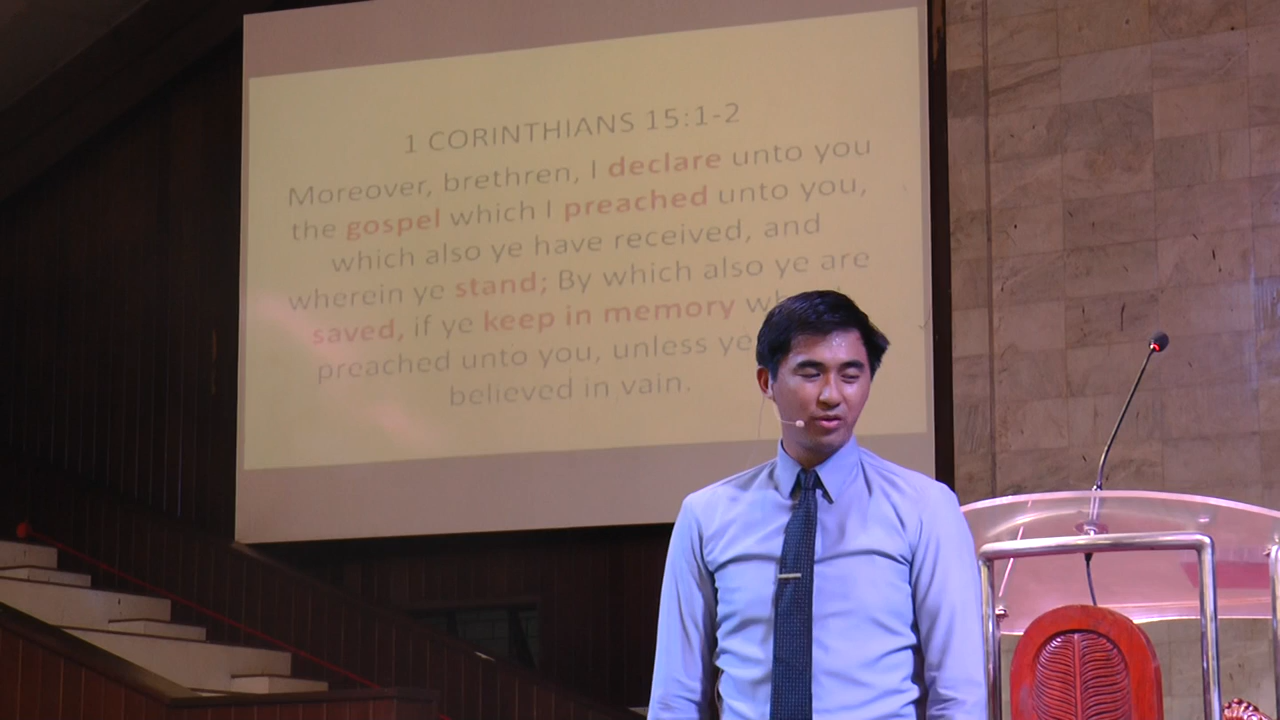 1 CORINTHIANS 15:1-2
Moreover, brethren, I declare unto you
the gospel which I preached unto you,
which also ye have received, and
wherein ye stand; By which also ye are
saved, if ye keep in memory
preached unto you, unless ye
believed in vain.